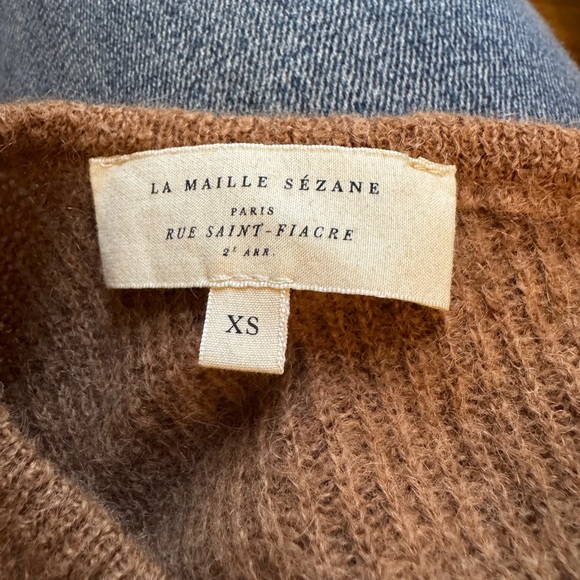 LA MAILLE SÉZANE
PARIS
RUE SAINT-FIACRE
2ᴱ ARR.
XS